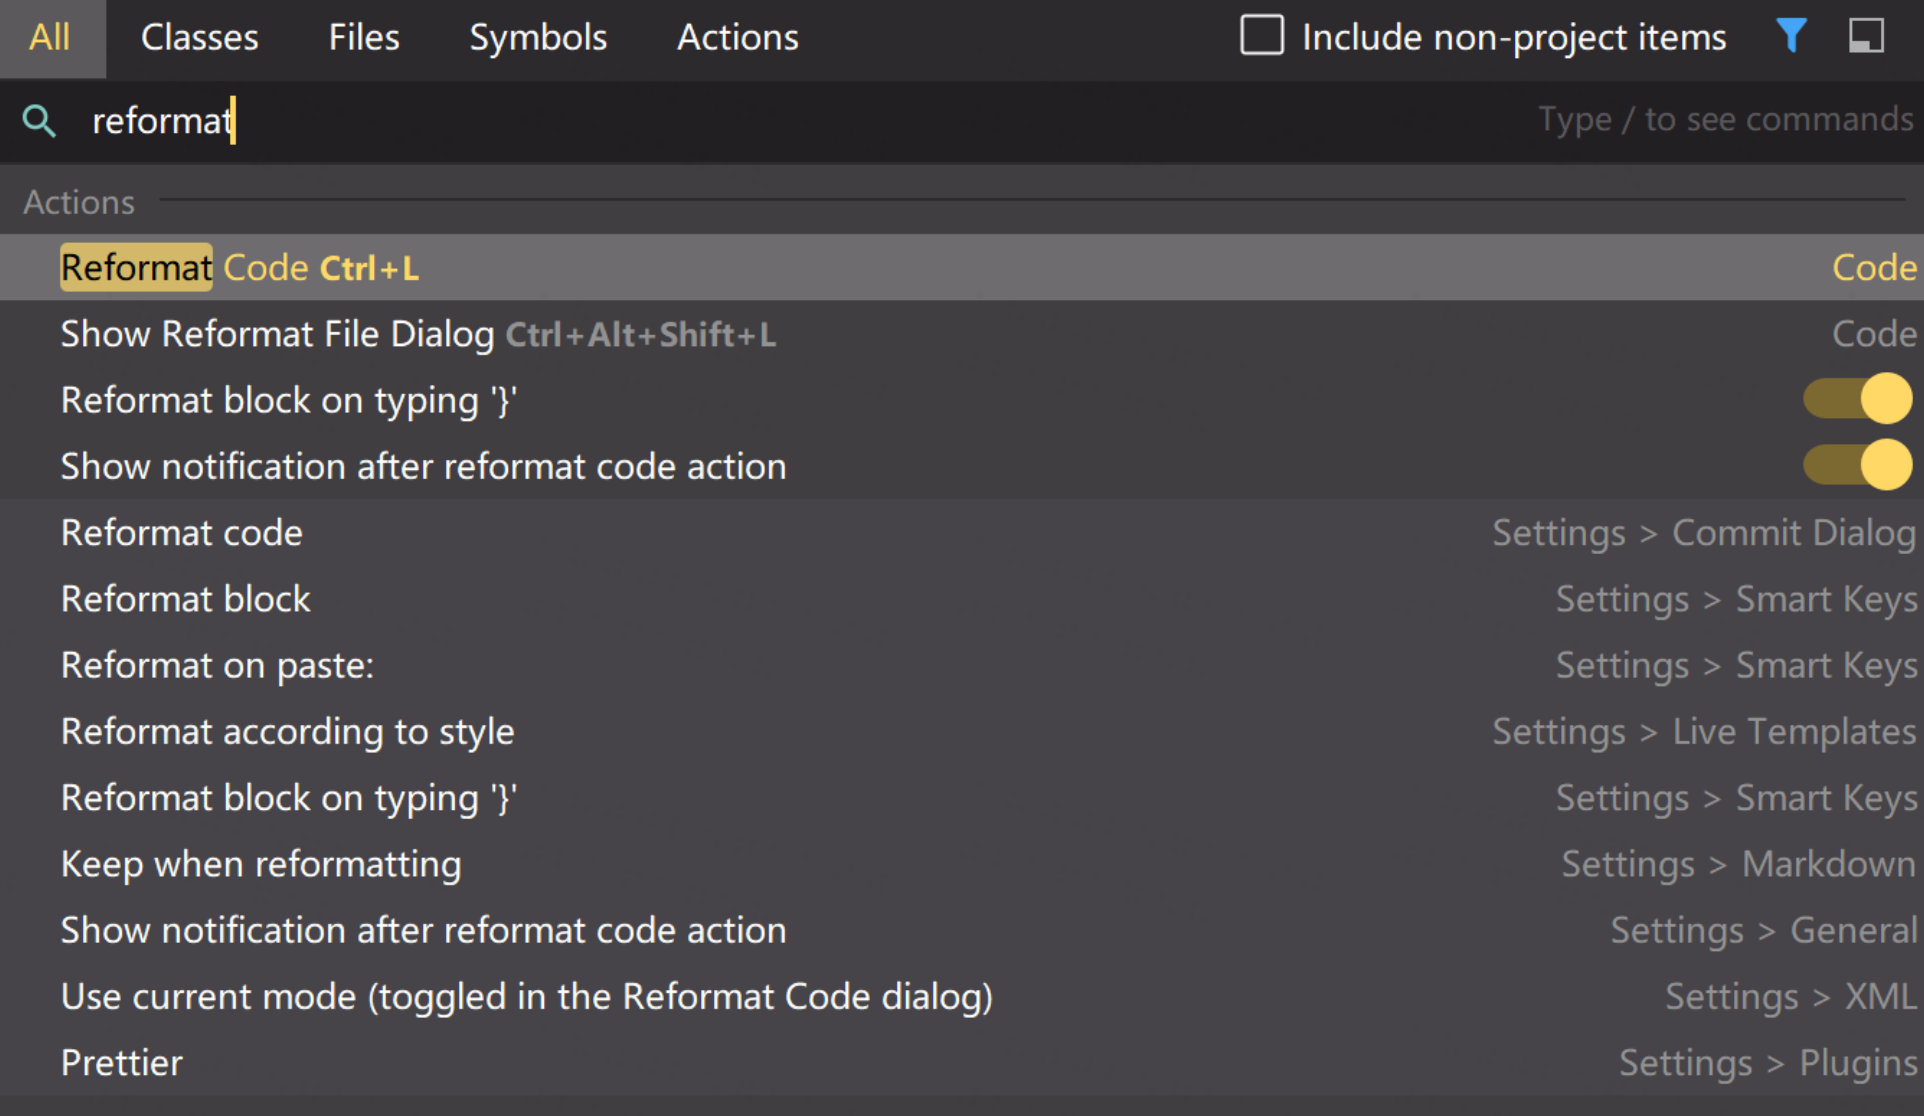 All Classes Files Symbols Actions Include non-project items
reformat Type / to see commands
Actions
Reformat Code Ctrl+L Code
Show Reformat File Dialog Ctrl+Alt+Shift+L Code
Reformat block on typing '}'
Show notification after reformat code action
Reformat code Settings > Commit Dialog
Reformat block Settings > Smart Keys
Reformat on paste: Settings > Smart Keys
Reformat according to style Settings > Live Templates
Reformat block on typing '}' Settings > Smart Keys
Keep when reformatting Settings > Markdown
Show notification after reformat code action Settings > General
Use current mode (toggled in the Reformat Code dialog) Settings > XML
Prettier Settings > Plugins